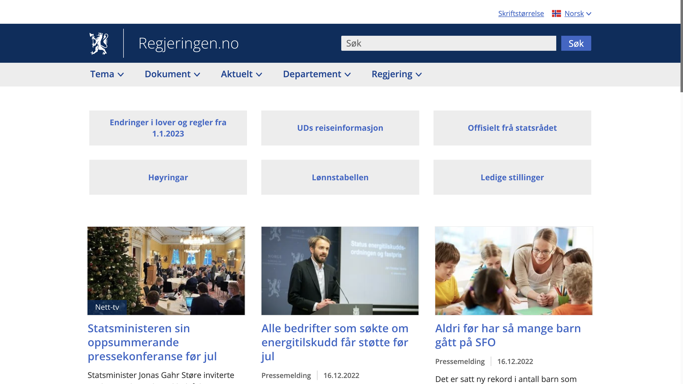 Skriftstørrelse Norsk
Regjeringen.no
Søk Søk
Tema Dokument Aktuelt Departement Regjering
Endringer i lover og regler fra
1.1.2023
UDs reiseinformasjon
Offisielt frå statsrådet
Høyringar
Lønnstabellen
Ledige stillinger
Nett-tv
Statsministeren sin
oppsummerande
pressekonferanse før jul
Statsminister Jonas Gahr Støre inviterte
Alle bedrifter som søkte om
energitilskudd får støtte før
jul
Pressemelding 16.12.2022
Aldri før har så mange barn
gått på SFO
Pressemelding 16.12.2022
Det er satt ny rekord i antall barn som